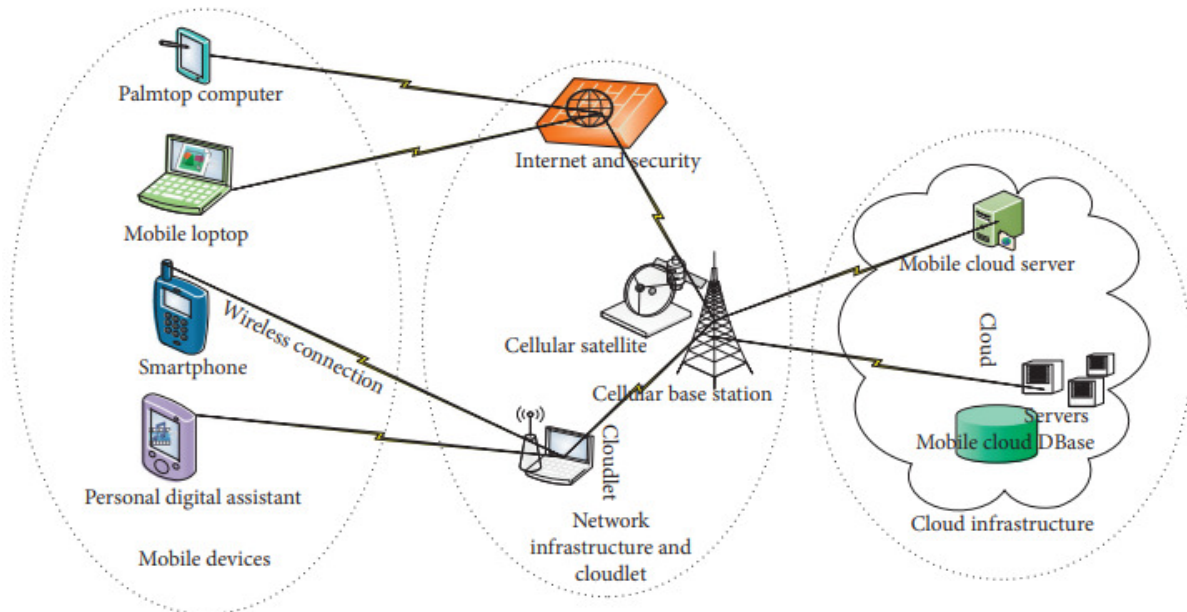 Palmtop computer
Mobile loptop
Smartphone
Personal digital assistant
Mobile devices
Wireless connection
Internet and security
Cellular satellite
Cellular base station
Cloudlet
Network
infrastructure and
cloudlet
Mobile cloud server
Cloud
Servers
Mobile cloud DBase
Cloud infrastructure